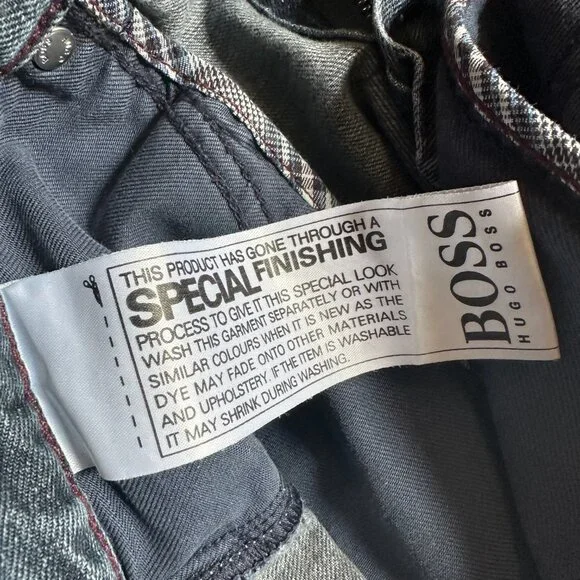 THIS PRODUCT HAS GONE THROUGH A
SPECIAL FINISHING
PROCESS TO GIVE IT THIS SPECIAL LOOK
WASH THIS GARMENT SEPARATELY OR WITH
SIMILAR COLOURS WHEN IT IS NEW AS THE
DYE MAY FADE ONTO OTHER MATERIALS
AND UPHOLSTERY. IF THE ITEM IS WASHABLE
IT MAY SHRINK DURING WASHING.
BOSS
HUGO BOSS